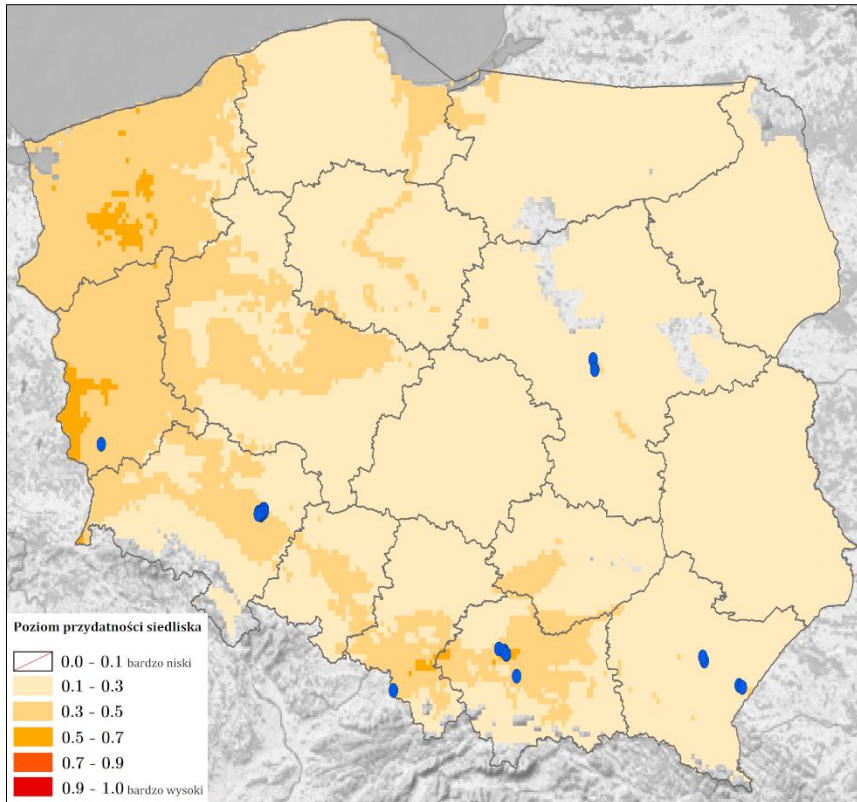 Poziom przydatności siedliska
0.0 - 0.1 bardzo niski
0.1 - 0.3
0.3 - 0.5
0.5 - 0.7
0.7 - 0.9
0.9 - 1.0 bardzo wysoki